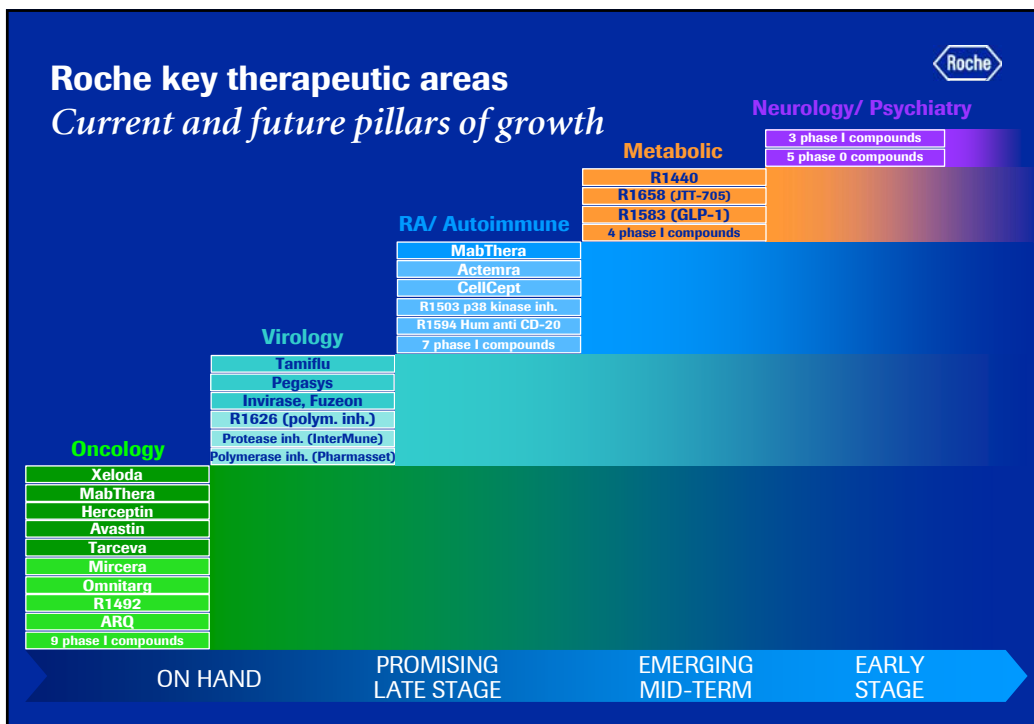 Roche key therapeutic areas
Current and future pillars of growth
Roche
Neurology/ Psychiatry
3 phase I compounds
5 phase 0 compounds
Metabolic
R1440
R1658 (JTT-705)
R1583 (GLP-1)
4 phase I compounds
RA/ Autoimmune
MabThera
Actemra
CellCept
R1503 p38 kinase inh.
R1594 Hum anti CD-20
7 phase I compounds
Virology
Tamiflu
Pegasys
Invirase, Fuzeon
R1626 (polym. inh.)
Protease inh. (InterMune)
Polymerase inh. (Pharmasset)
Oncology
Xeloda
MabThera
Herceptin
Avastin
Tarceva
Mircera
Omnitarg
R1492
ARQ
9 phase I compounds
ON HAND
PROMISING
LATE STAGE
EMERGING
MID-TERM
EARLY
STAGE